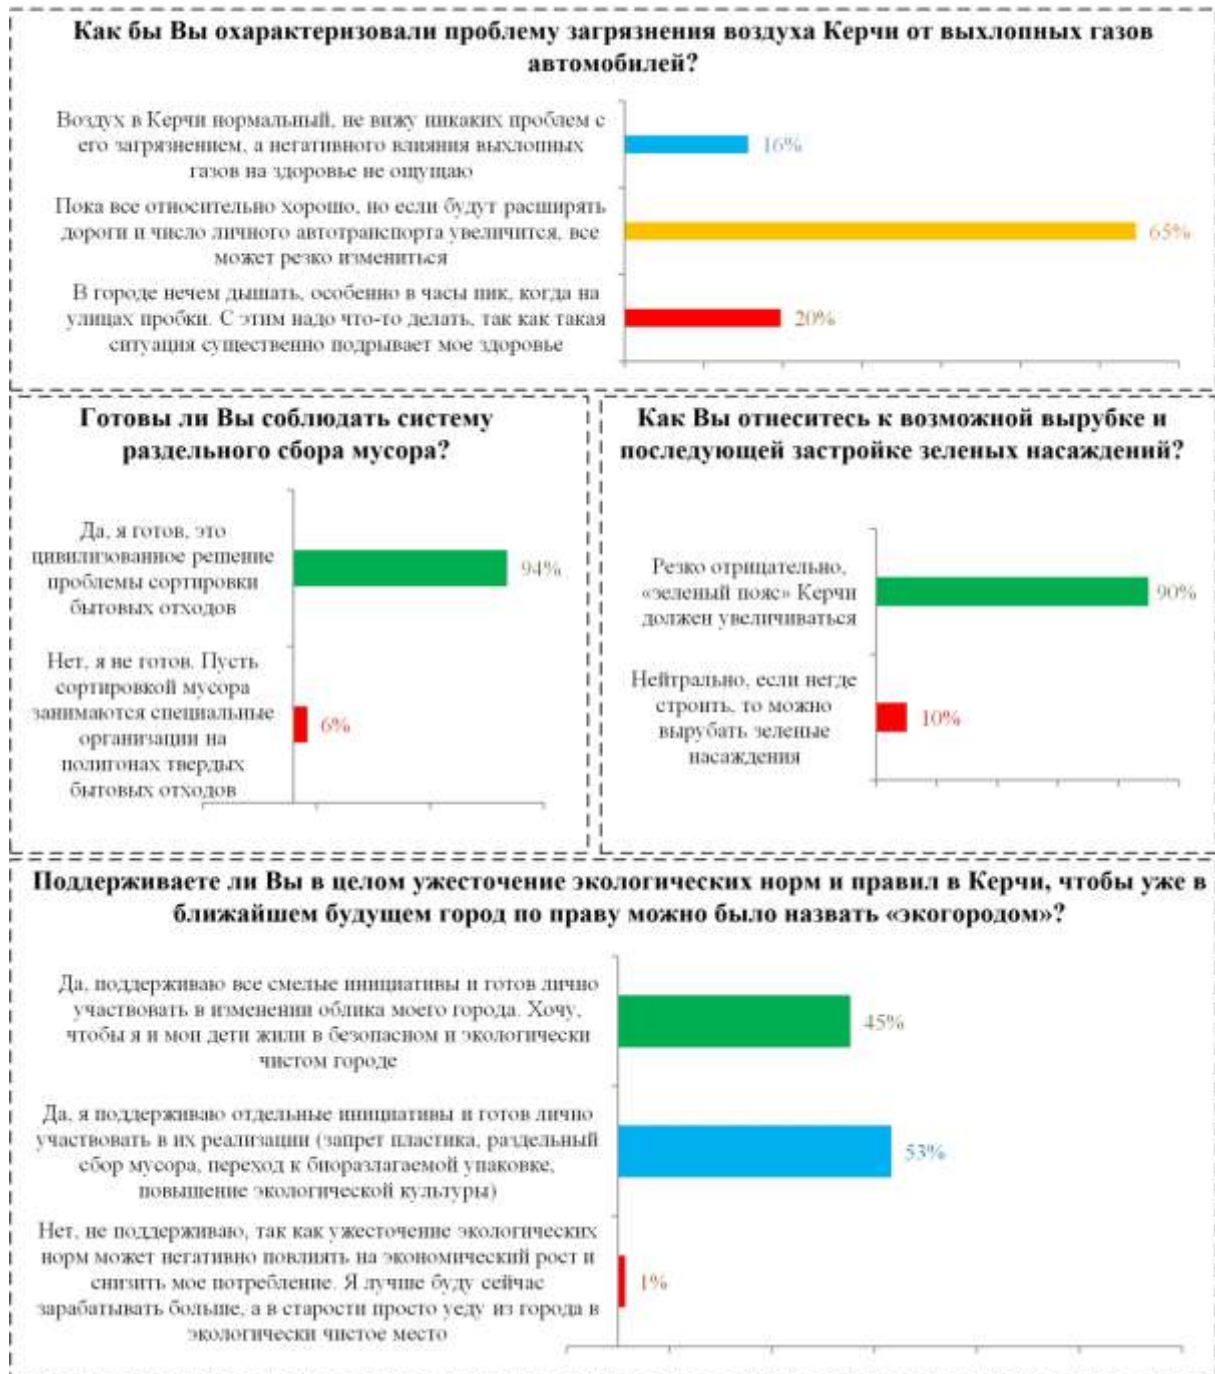 Как бы Вы охарактеризовали проблему загрязнения воздуха Керчи от выхлопных газов
автомобилей?
Воздух в Керчи нормальный, не вижу никаких проблем с
его загрязнением, а негативного влияния выхлопных
газов на здоровье не ощущаю
16%
Пока все относительно хорошо, но если будут расширять
дороги и число личного автотранспорта увеличится, все
может резко измениться
65%
В городе нечем дышать, особенно в часы пик, когда на
улицах пробки. С этим надо что-то делать, так как такая
ситуация существенно подрывает мое здоровье
20%
Готовы ли Вы соблюдать систему
раздельного сбора мусора?
Да, я готов, это
цивилизованное решение
проблемы сортировки
бытовых отходов
94%
Нет, я не готов. Пусть
сортировкой мусора
занимаются специальные
организации на
полигонах твердых
бытовых отходов
6%
Как Вы отнеситесь к возможной вырубке и
последующей застройке зеленых насаждений?
Резко отрицательно,
«зеленый пояс» Керчи
должен увеличиваться
90%
Нейтрально, если негде
строить, то можно
вырубать зеленые
насаждения
10%
Поддерживаете ли Вы в целом ужесточение экологических норм и правил в Керчи, чтобы уже в
ближайшем будущем город по праву можно было назвать «экогородом»?
Да, поддерживаю все смелые инициативы и готов лично
участвовать в изменении облика моего города. Хочу,
чтобы я и мои дети жили в безопасном и экологически
чистом городе
45%
Да, я поддерживаю отдельные инициативы и готов лично
участвовать в их реализации (запрет пластика, раздельный
сбор мусора, переход к биоразлагаемой упаковке,
повышение экологической культуры)
53%
Нет, не поддерживаю, так как ужесточение экологических
норм может негативно повлиять на экономический рост и
снизить мое потребление. Я лучше буду сейчас
зарабатывать больше, а в старости просто уеду из города в
экологически чистое место
1%